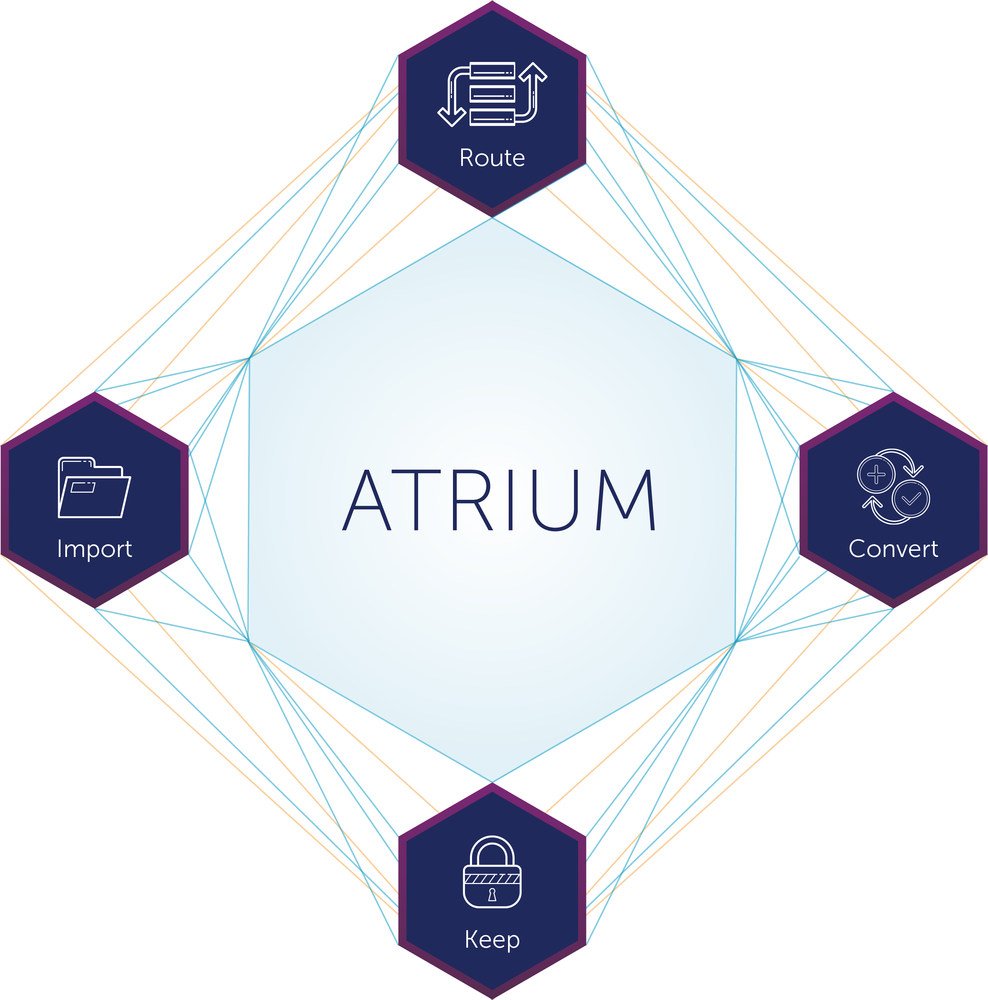 Route
ATRIUM
Import
Convert
Keep